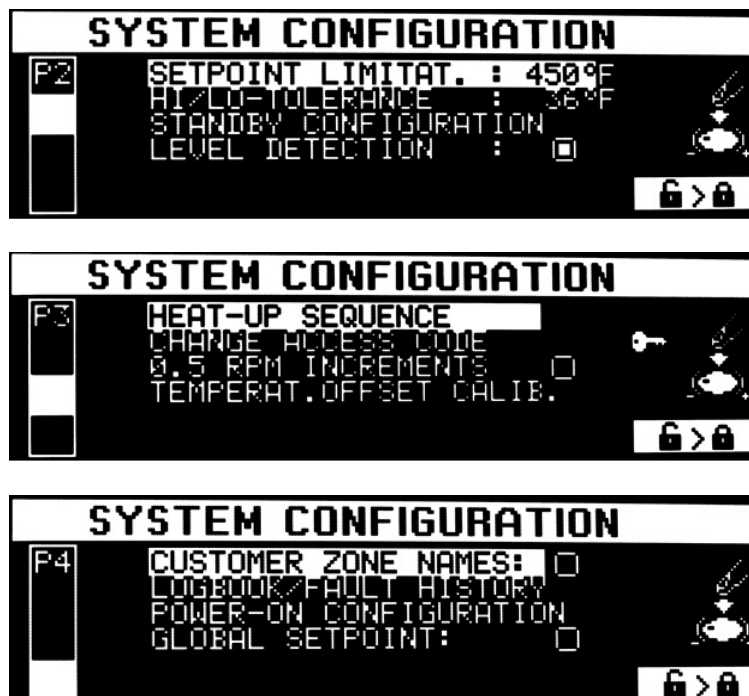 SYSTEM CONFIGURATION
P2
SETPOINT LIMITAT. : 450°F
HI/LO-TOLERANCE : 36°F
STANDBY CONFIGURATION
LEVEL DETECTION :
>
SYSTEM CONFIGURATION
P3
HEAT-UP SEQUENCE
CHANGE ACCESS CODE
0.5 RPM INCREMENTS
TEMPERAT.OFFSET CALIB.
>
SYSTEM CONFIGURATION
P4
CUSTOMER ZONE NAMES:
LOGBOOK/FAULT HISTORY
POWER-ON CONFIGURATION
GLOBAL SETPOINT:
>